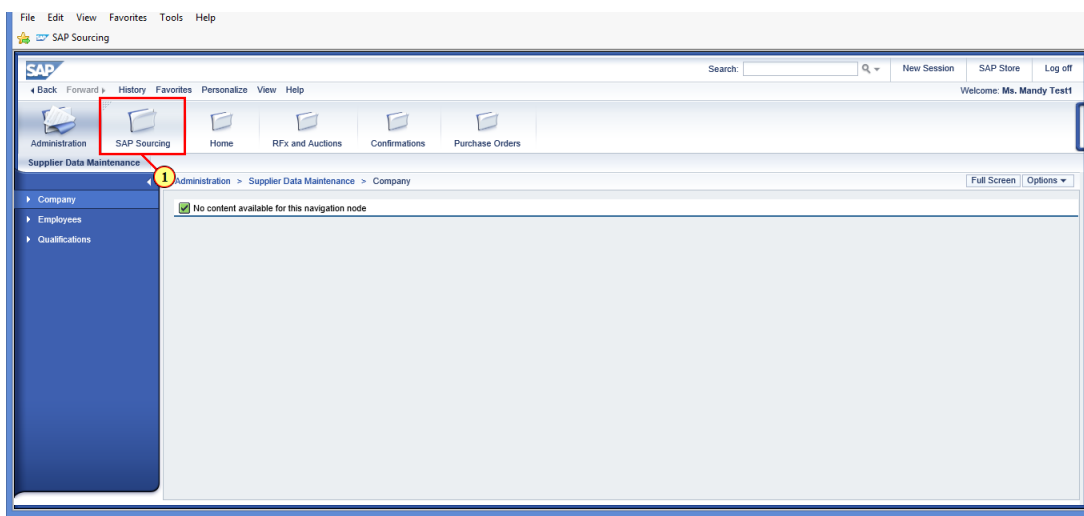 File Edit View Favorites Tools Help
SAP Sourcing
SAP
Search:
New Session SAP Store Log off
Back Forward History Favorites Personalize View Help
Welcome: Ms. Mandy Test1
Administration SAP Sourcing Home RFx and Auctions Confirmations Purchase Orders
Supplier Data Maintenance
1
Administration > Supplier Data Maintenance > Company
Full Screen Options
Company
No content available for this navigation node
Employees
Qualifications